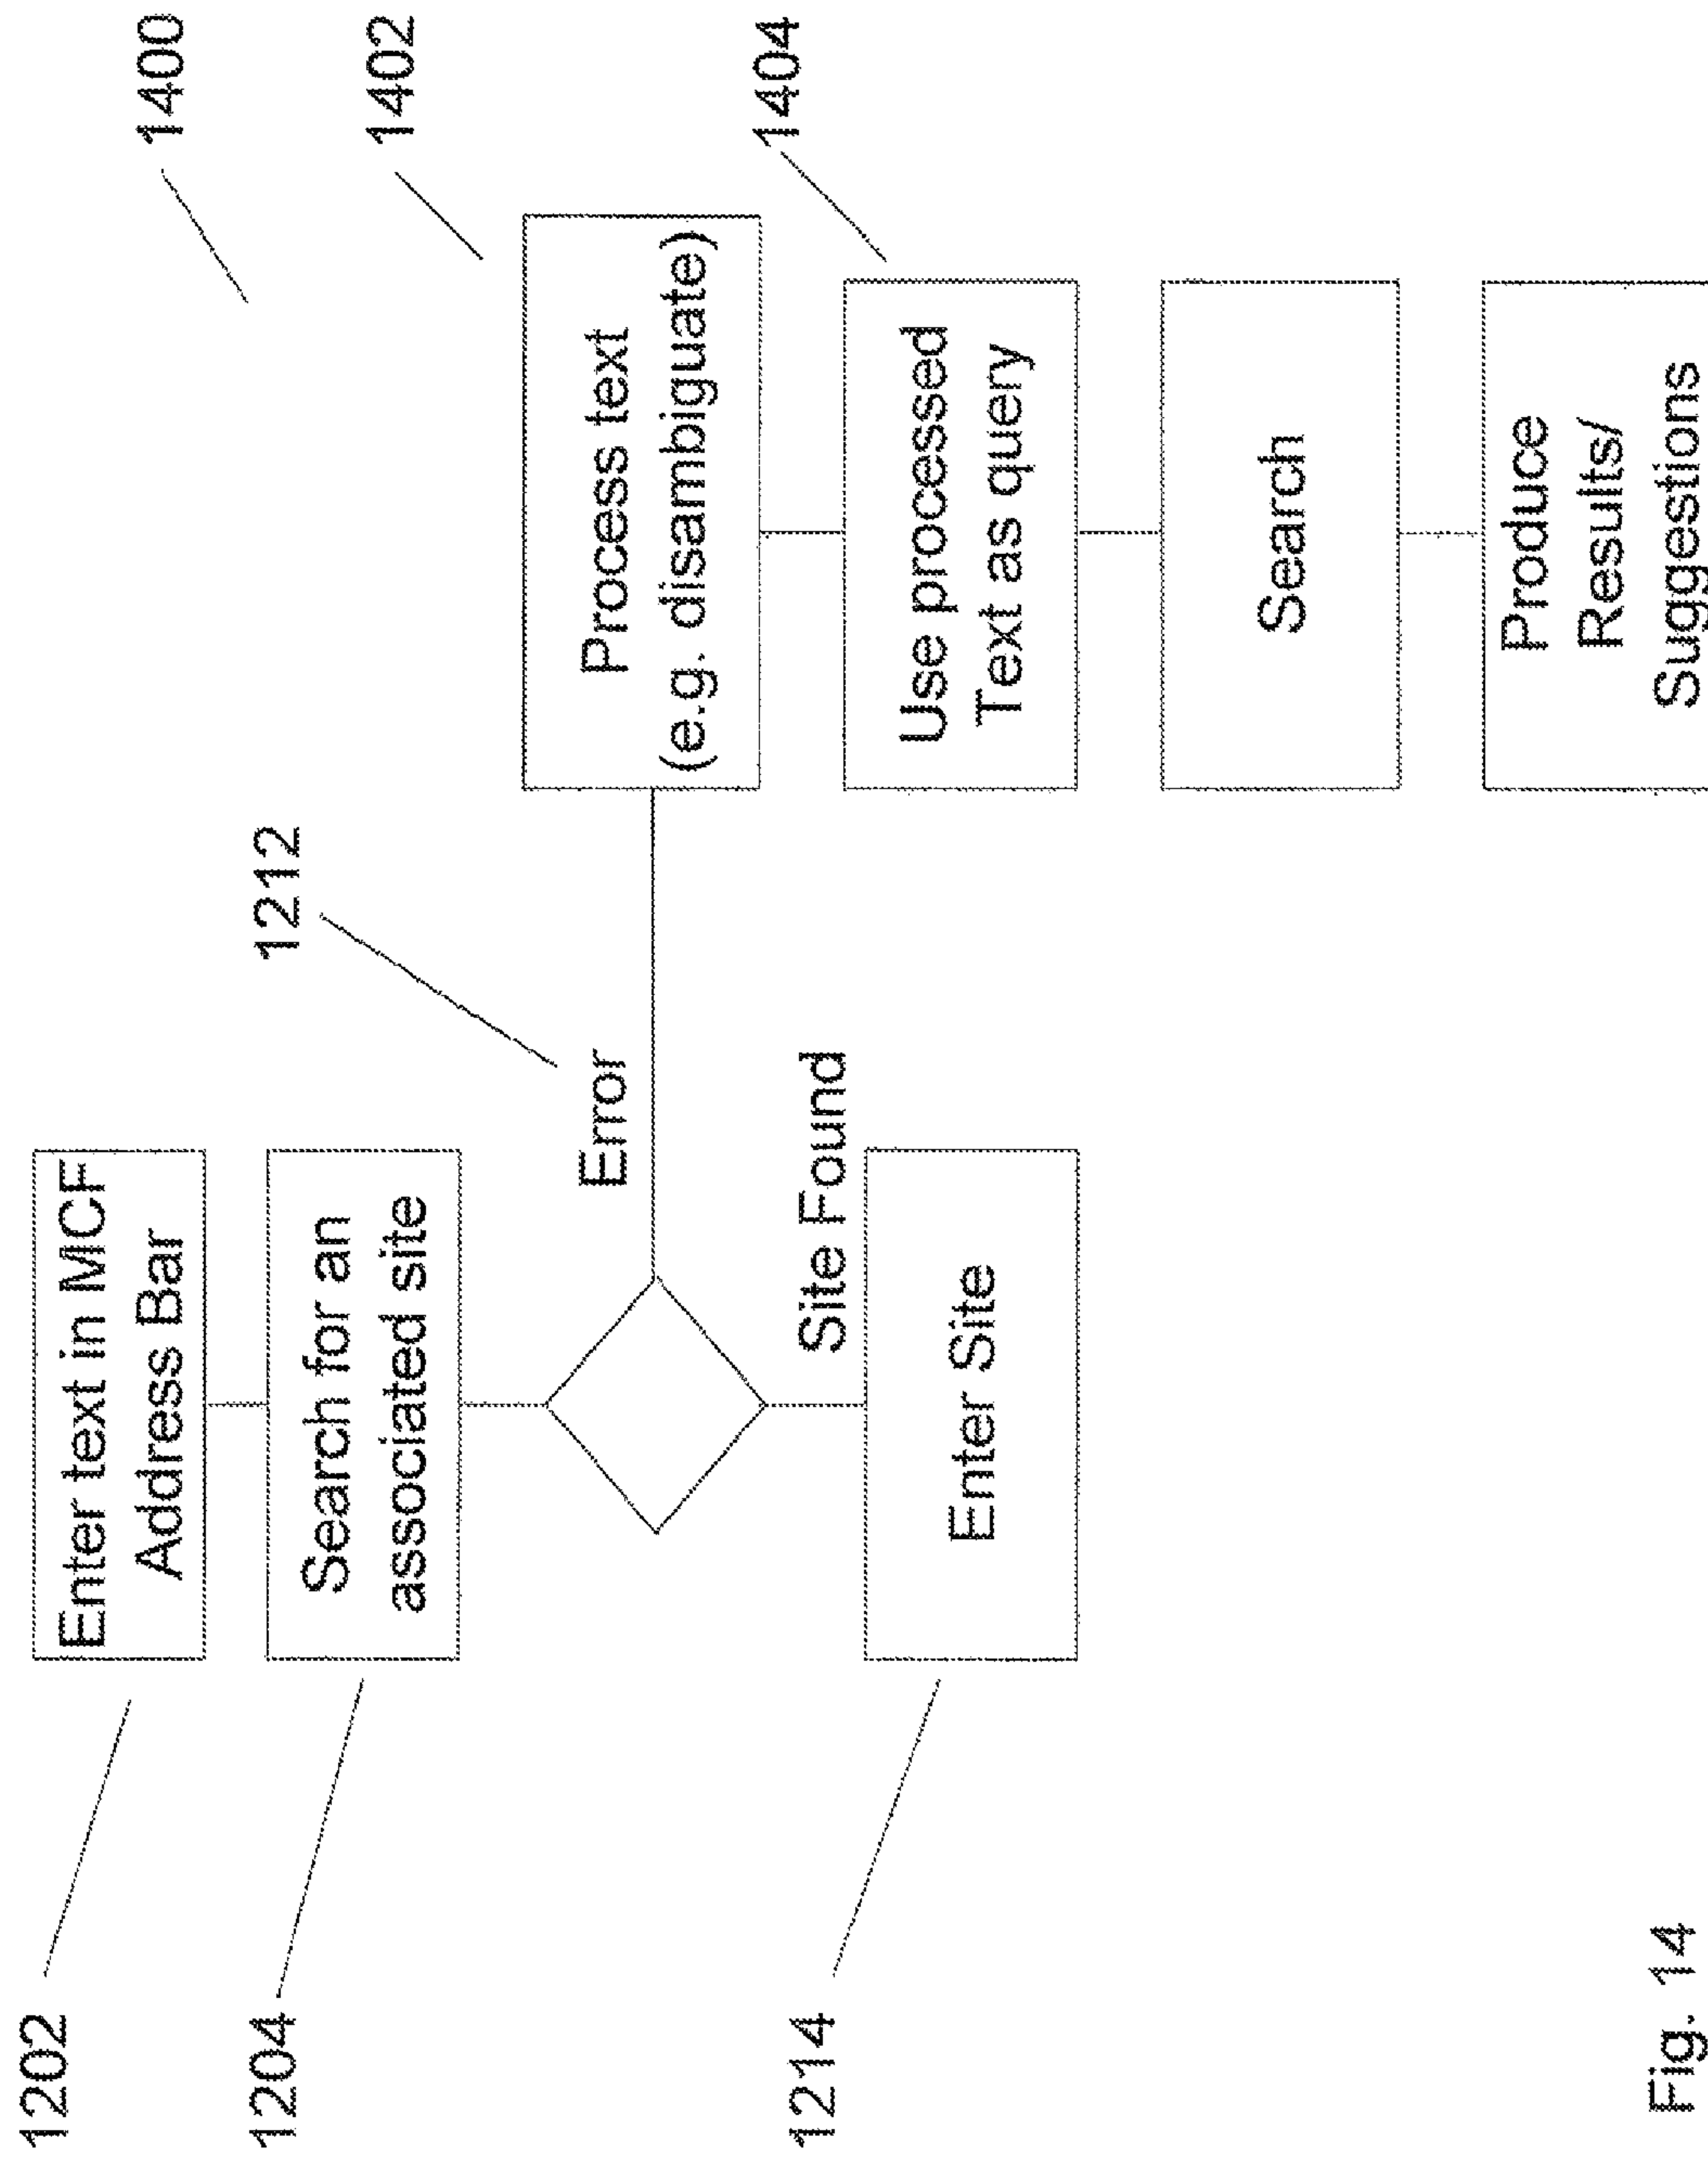 1400
1202
Enter text in MCF
Address Bar
1204
Search for an
associated site
1212
Error
Site Found
1214
Enter Site
1402
Process text
(e.g. disambiguate)
1404
Use processed
Text as query
Search
Produce
Results/
Suggestions
Fig. 14